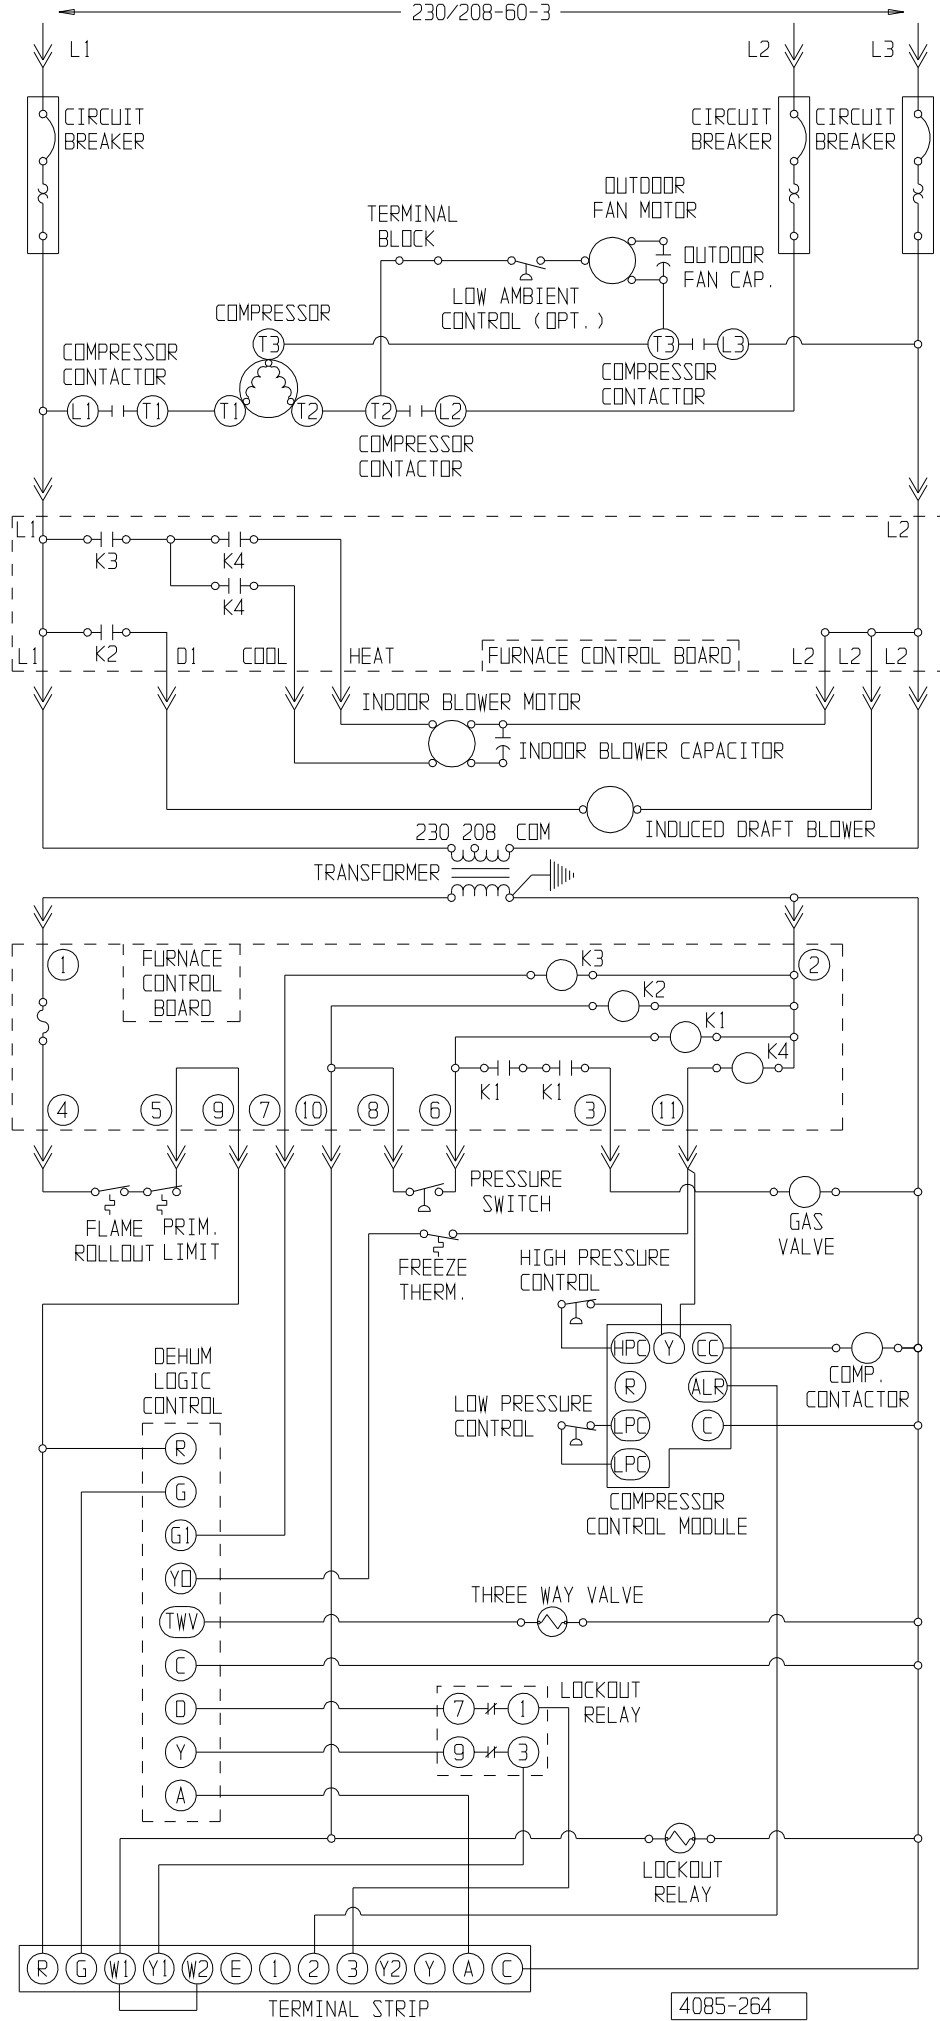 230/208-60-3
L1
L2
L3
CIRCUIT
BREAKER
CIRCUIT
BREAKER
CIRCUIT
BREAKER
OUTDOOR
FAN MOTOR
TERMINAL
BLOCK
OUTDOOR
FAN CAP.
LOW AMBIENT
CONTROL (OPT.)
COMPRESSOR
T3
T3
L3
COMPRESSOR
CONTACTOR
COMPRESSOR
CONTACTOR
L1
T1
T1
T2
T2
L2
COMPRESSOR
CONTACTOR
L1
L2
K3
K4
K4
K2
L1
D1
COOL
HEAT
FURNACE CONTROL BOARD
L2
L2
L2
INDOOR BLOWER MOTOR
INDOOR BLOWER CAPACITOR
INDUCED DRAFT BLOWER
230 208 COM
TRANSFORMER
1
FURNACE
CONTROL
BOARD
2
K3
K2
K1
K4
K1
K1
4
5
9
7
10
8
6
3
11
FLAME
ROLLOUT
PRIM.
LIMIT
PRESSURE
SWITCH
GAS
VALVE
FREEZE
THERM.
HIGH PRESSURE
CONTROL
HPC
Y
CC
COMP.
CONTACTOR
R
ALR
LOW PRESSURE
CONTROL
LPC
C
LPC
COMPRESSOR
CONTROL MODULE
DEHUM
LOGIC
CONTROL
R
G
G1
YO
THREE WAY VALVE
TWV
C
LOCKOUT
RELAY
D
7
1
Y
9
3
A
LOCKOUT
RELAY
R
G
W1
Y1
W2
E
1
2
3
Y2
Y
A
C
TERMINAL STRIP
4085-264